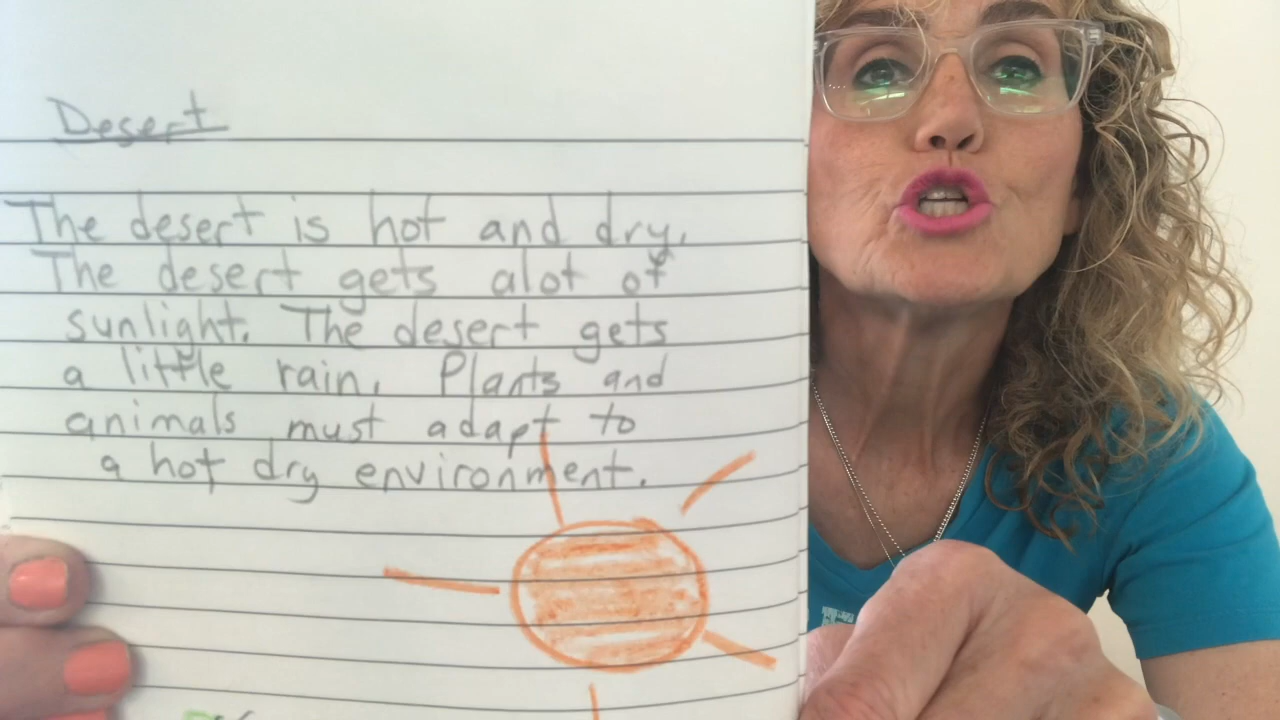 Desert
The desert is hot and dry.
The desert gets alot of
sunlight. The desert gets
a little rain. Plants and
animals must adapt to
a hot dry environment.